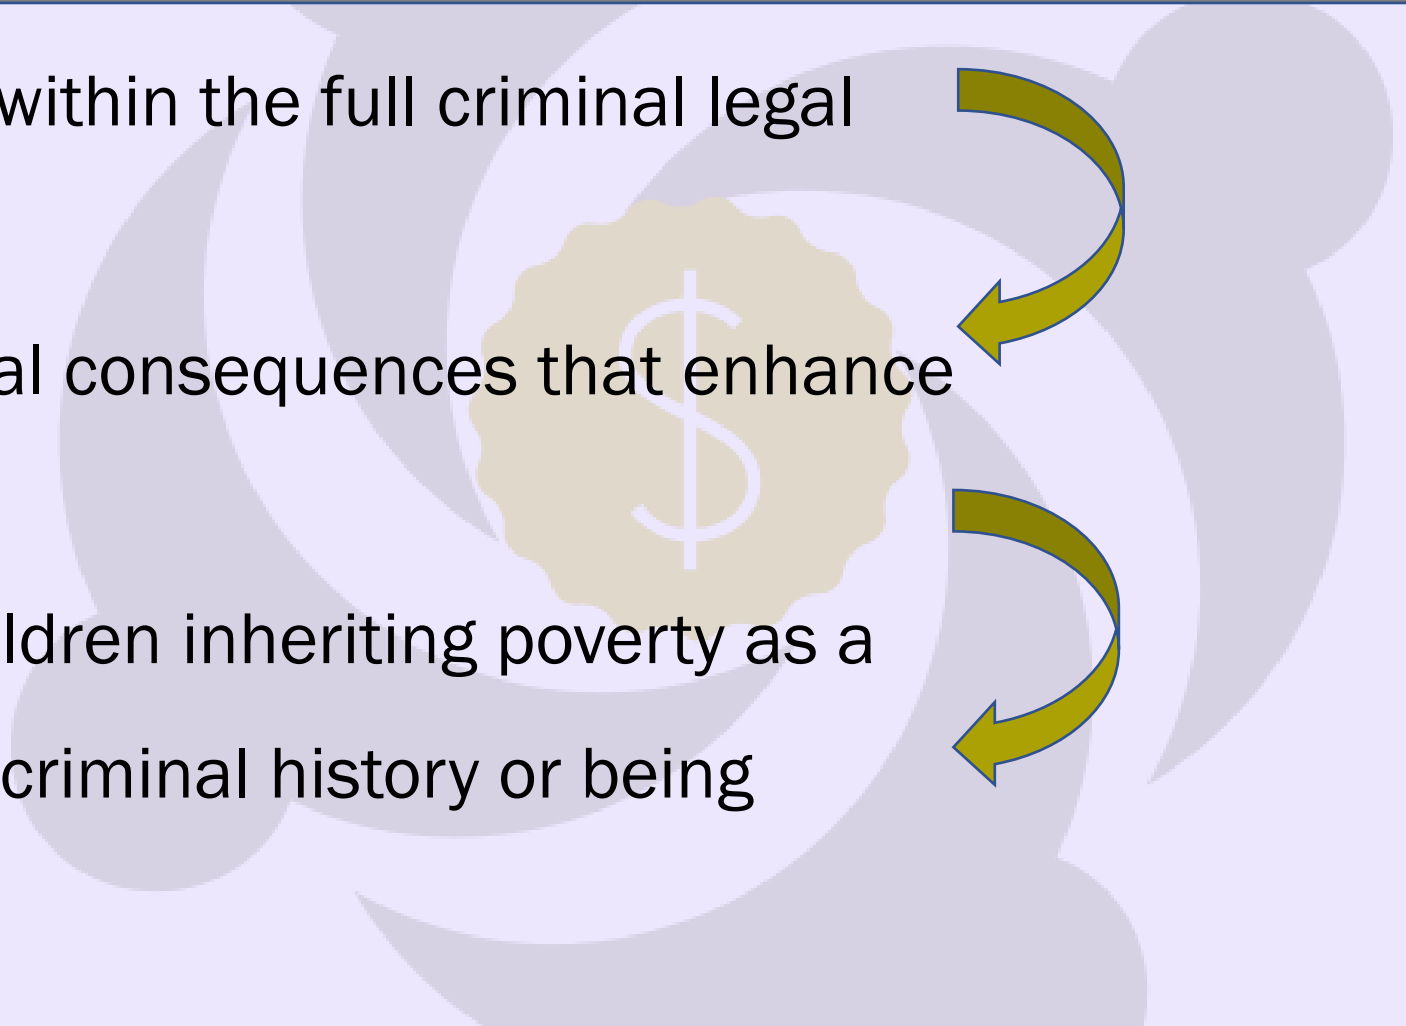 within the full criminal legal
al consequences that enhance
ldren inheriting poverty as a
criminal history or being